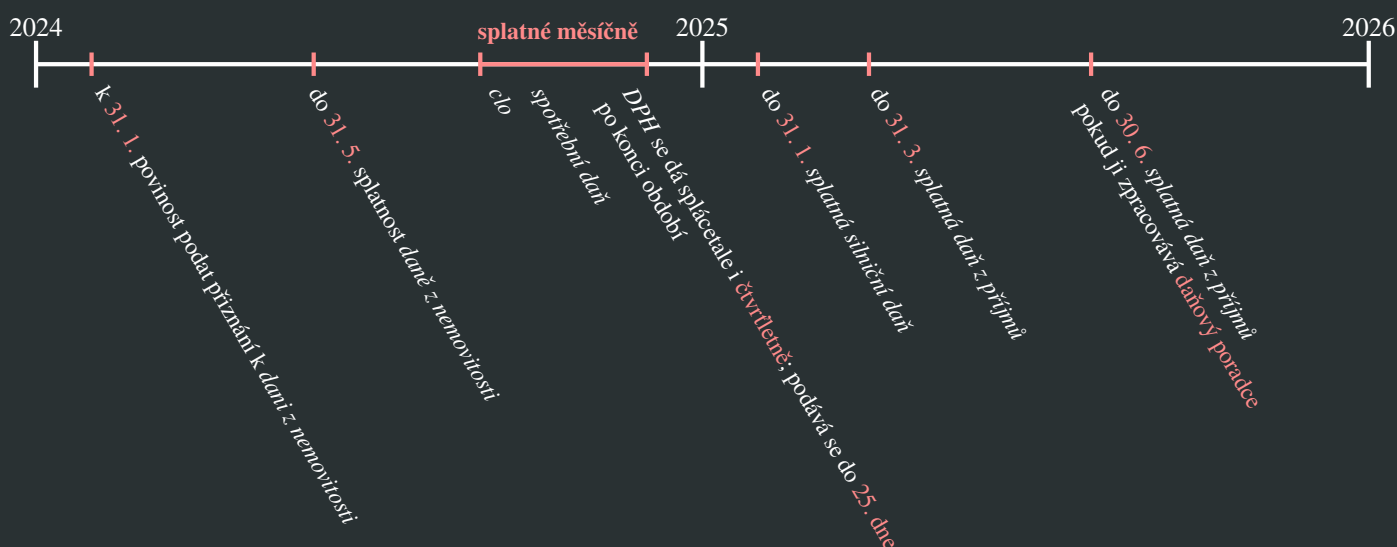 2024
splatné měsíčně
2025
2026
k 31. 1. povinost podat přiznání k dani z nemovitosti
do 31. 5. splatnost daně z nemovitosti
clo
spotřební daň
DPH se dá splácetale i čtvrťletně; podává se do 25. dne
po konci období
do 31. 1. splatná silniční daň
do 31. 3. splatná daň z příjmů
do 30. 6. splatná daň z příjmů
pokud ji zpracovává daňový poradce